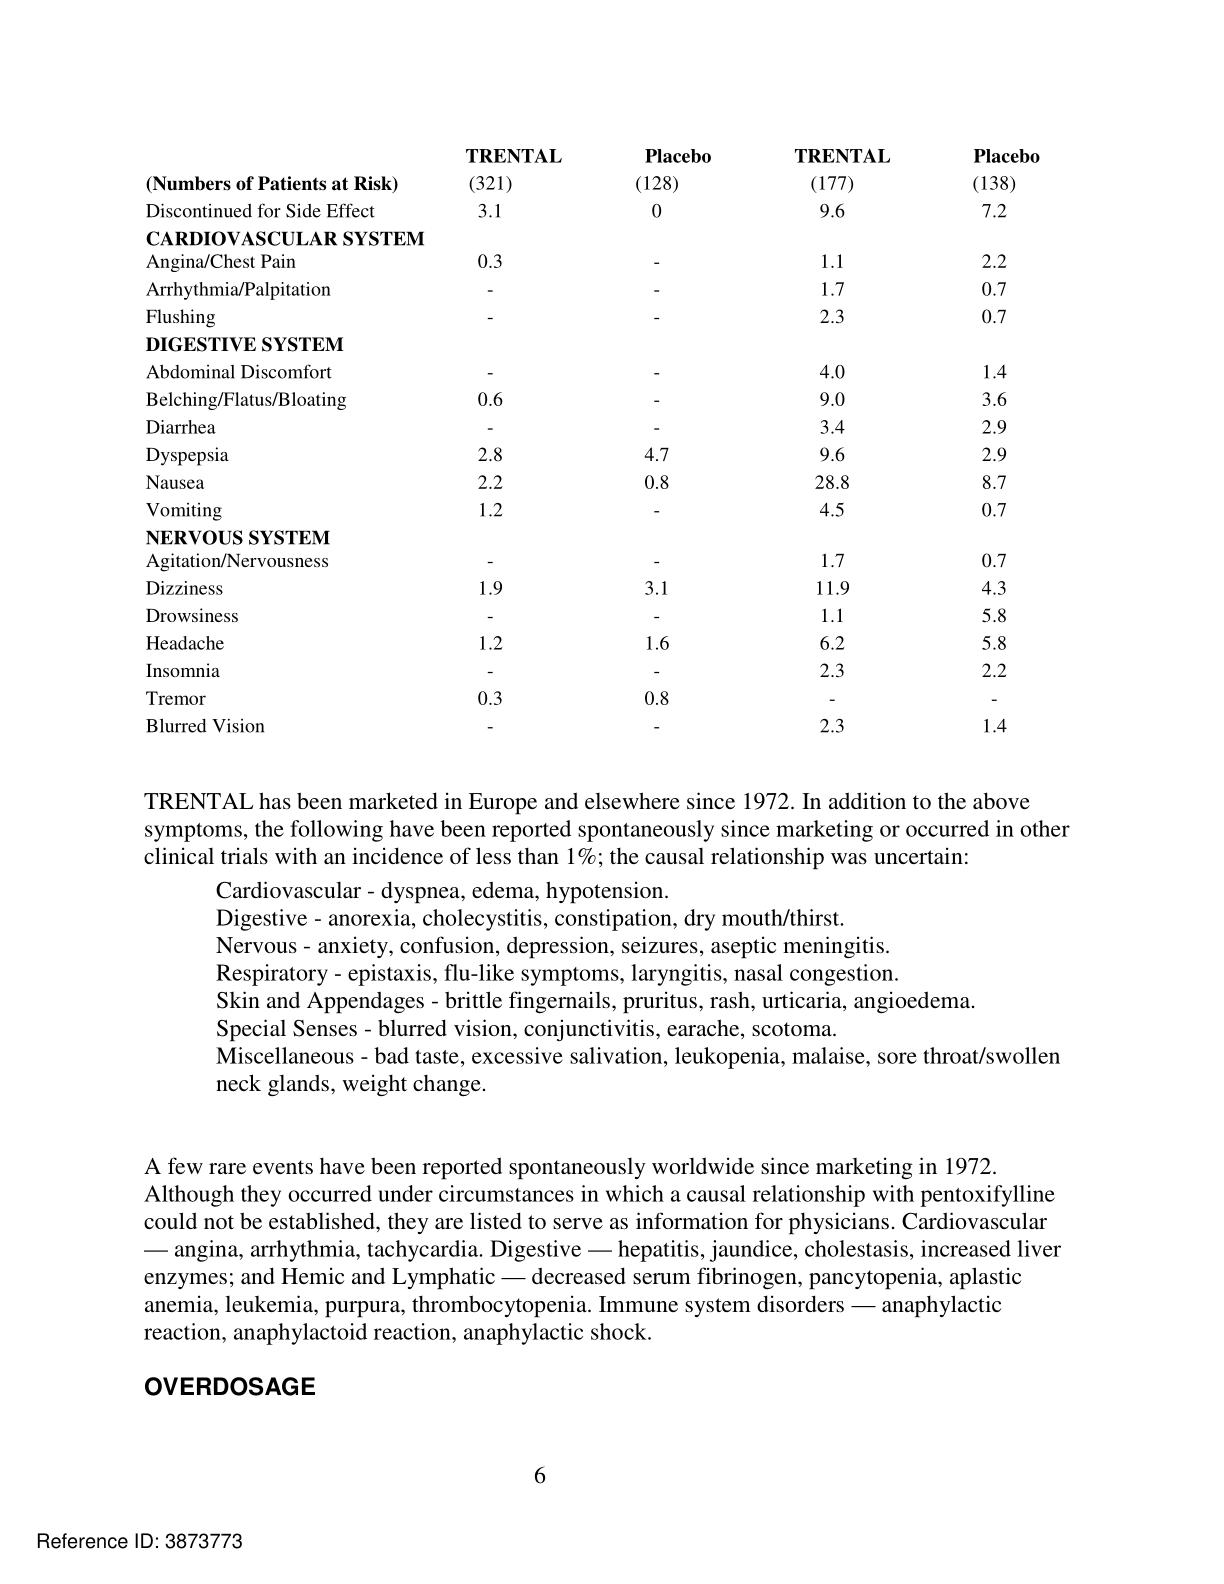 TRENTAL Placebo TRENTAL Placebo
(Numbers of Patients at Risk) (321) (128) (177) (138)
Discontinued for Side Effect 3.1 0 9.6 7.2
CARDIOVASCULAR SYSTEM
Angina/Chest Pain 0.3 - 1.1 2.2
Arrhythmia/Palpitation - - 1.7 0.7
Flushing - - 2.3 0.7
DIGESTIVE SYSTEM
Abdominal Discomfort - - 4.0 1.4
Belching/Flatus/Bloating 0.6 - 9.0 3.6
Diarrhea - - 3.4 2.9
Dyspepsia 2.8 4.7 9.6 2.9
Nausea 2.2 0.8 28.8 8.7
Vomiting 1.2 - 4.5 0.7
NERVOUS SYSTEM
Agitation/Nervousness - - 1.7 0.7
Dizziness 1.9 3.1 11.9 4.3
Drowsiness - - 1.1 5.8
Headache 1.2 1.6 6.2 5.8
Insomnia - - 2.3 2.2
Tremor 0.3 0.8 - -
Blurred Vision - - 2.3 1.4
TRENTAL has been marketed in Europe and elsewhere since 1972. In addition to the above
symptoms, the following have been reported spontaneously since marketing or occurred in other
clinical trials with an incidence of less than 1%; the causal relationship was uncertain:
Cardiovascular - dyspnea, edema, hypotension.
Digestive - anorexia, cholecystitis, constipation, dry mouth/thirst.
Nervous - anxiety, confusion, depression, seizures, aseptic meningitis.
Respiratory - epistaxis, flu-like symptoms, laryngitis, nasal congestion.
Skin and Appendages - brittle fingernails, pruritus, rash, urticaria, angioedema.
Special Senses - blurred vision, conjunctivitis, earache, scotoma.
Miscellaneous - bad taste, excessive salivation, leukopenia, malaise, sore throat/swollen
neck glands, weight change.
A few rare events have been reported spontaneously worldwide since marketing in 1972.
Although they occurred under circumstances in which a causal relationship with pentoxifylline
could not be established, they are listed to serve as information for physicians. Cardiovascular
— angina, arrhythmia, tachycardia. Digestive — hepatitis, jaundice, cholestasis, increased liver
enzymes; and Hemic and Lymphatic — decreased serum fibrinogen, pancytopenia, aplastic
anemia, leukemia, purpura, thrombocytopenia. Immune system disorders — anaphylactic
reaction, anaphylactoid reaction, anaphylactic shock.
OVERDOSAGE
6
Reference ID: 3873773